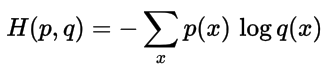 H(p, q) = − ∑ₓ p(x) log q(x)